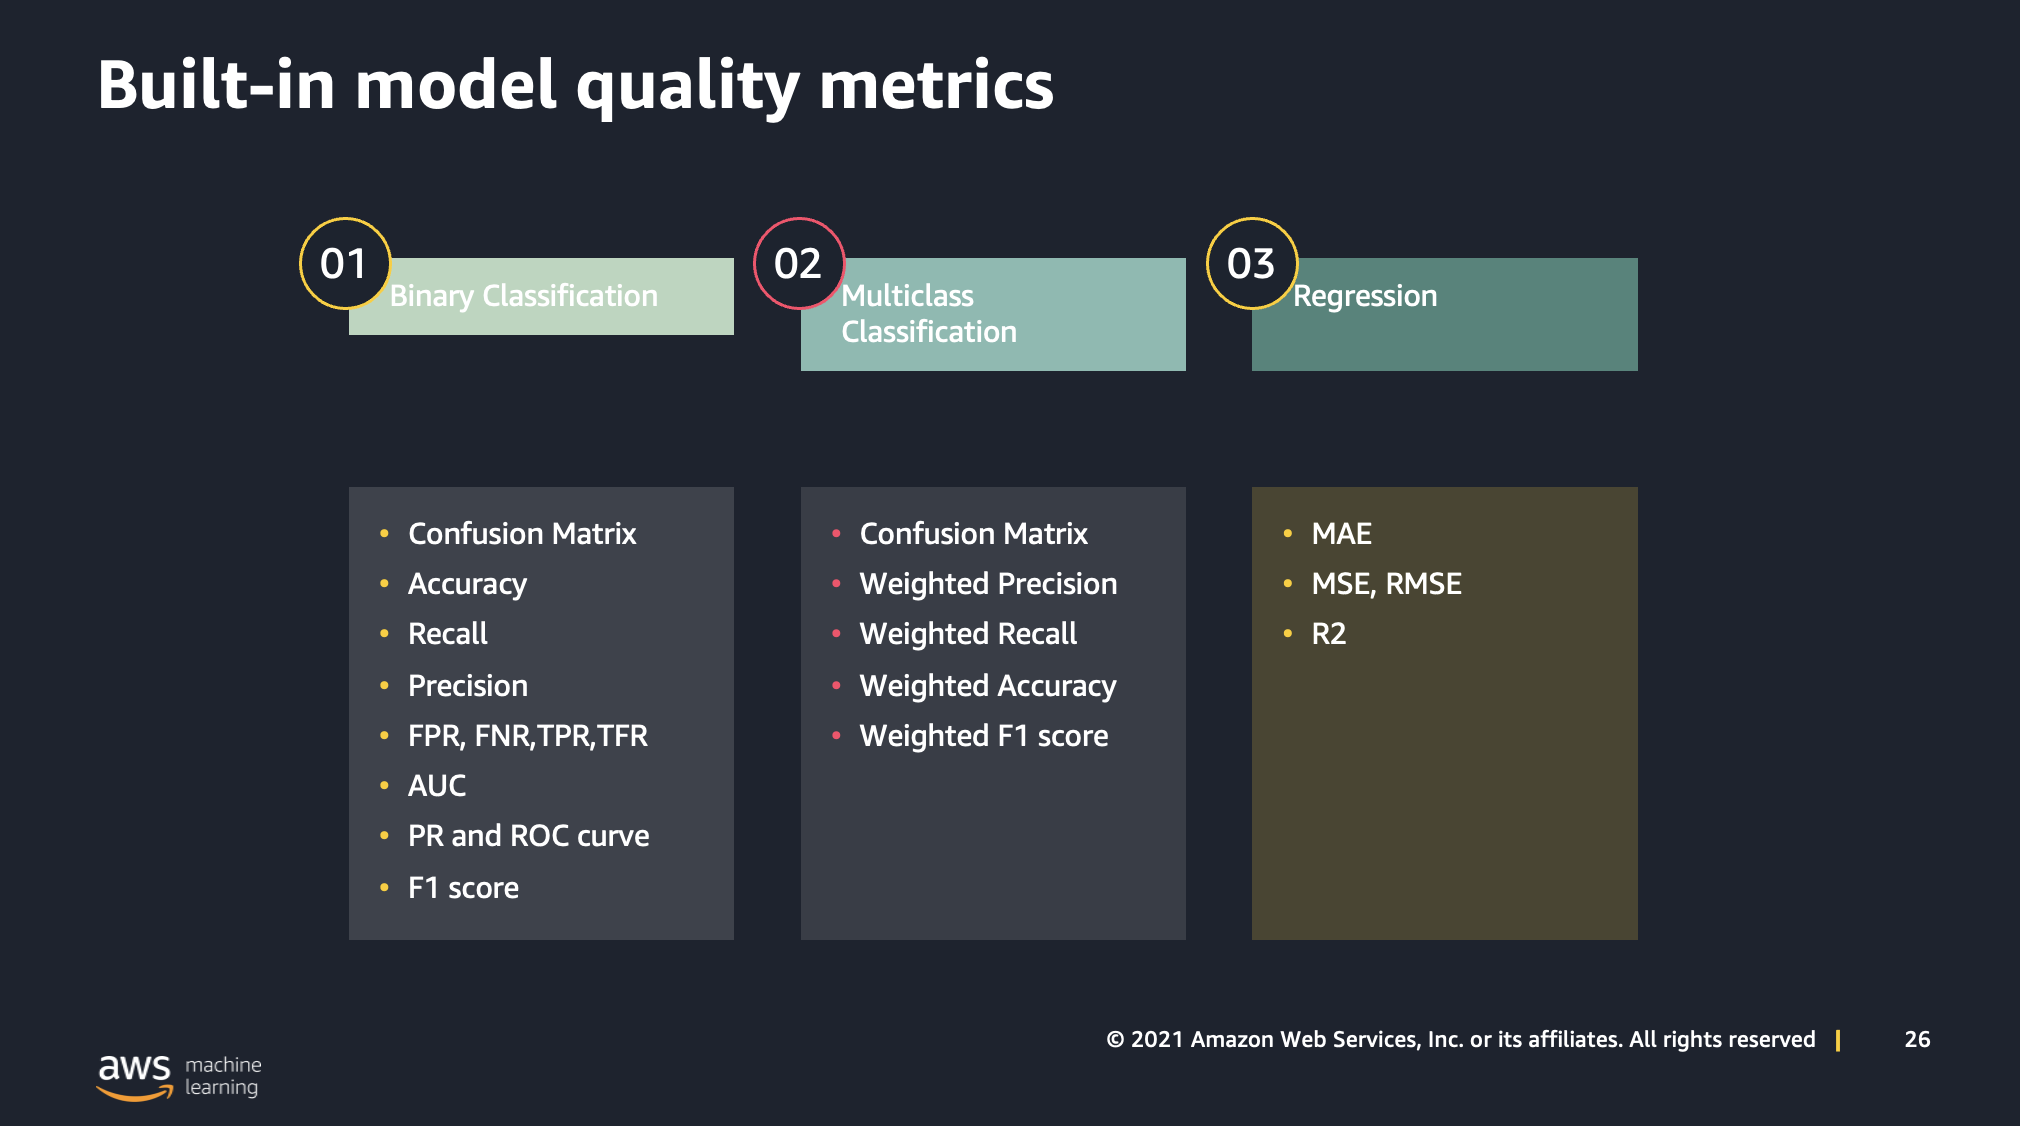 Built-in model quality metrics
01
Binary Classification
• Confusion Matrix
• Accuracy
• Recall
• Precision
• FPR, FNR,TPR,TFR
• AUC
• PR and ROC curve
• F1 score
02
Multiclass
Classification
• Confusion Matrix
• Weighted Precision
• Weighted Recall
• Weighted Accuracy
• Weighted F1 score
03
Regression
• MAE
• MSE, RMSE
• R2
aws machine
learning
© 2021 Amazon Web Services, Inc. or its affiliates. All rights reserved | 26